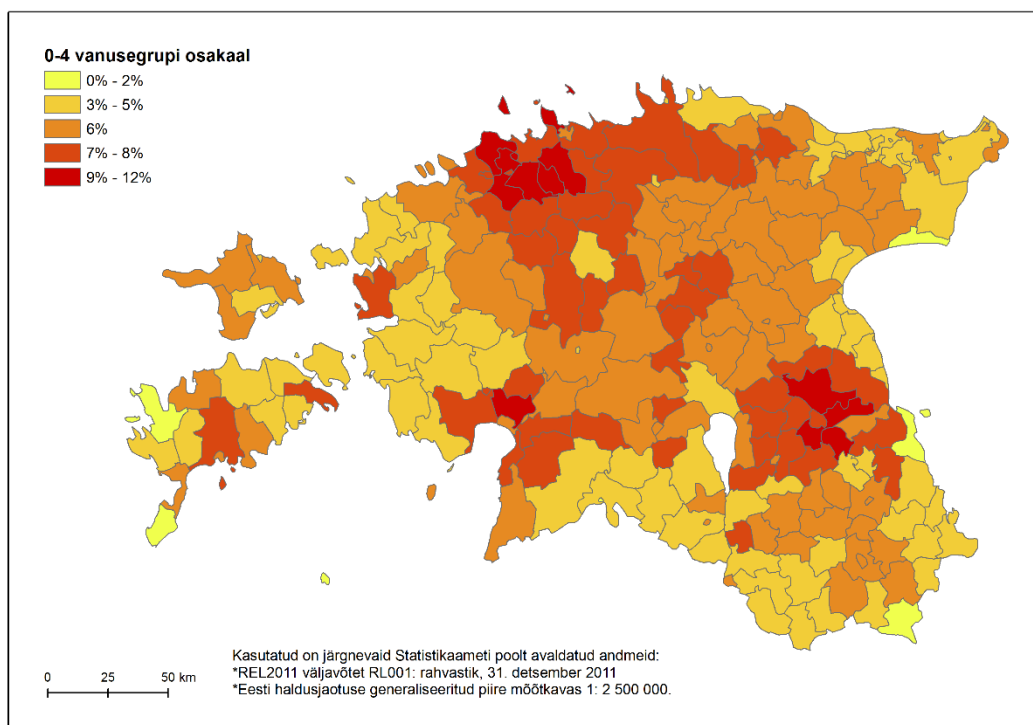 0-4 vanusegrupi osakaal
0% - 2%
3% - 5%
6%
7% - 8%
9% - 12%
Kasutatud on järgnevaid Statistikaameti poolt avaldatud andmeid:
*REL2011 väljavõtet RL001: rahvastik, 31. detsember 2011
*Eesti haldusjaotuse generaliseeritud piire mõõtkavas 1: 2 500 000.
0 25 50 km